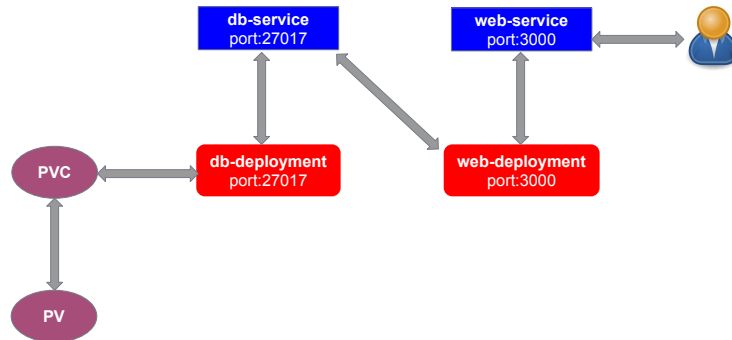 db-service
port:27017
web-service
port:3000
db-deployment
port:27017
web-deployment
port:3000
PVC
PV